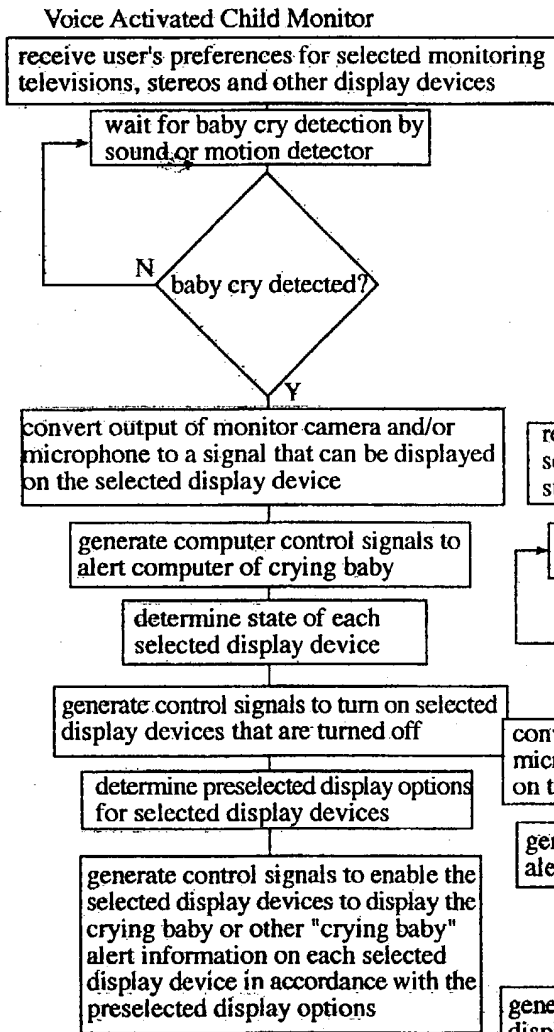 Voice Activated Child Monitor
receive user's preferences for selected monitoring
televisions, stereos and other display devices
wait for baby cry detection by
sound or motion detector
N
baby cry detected?
Y
convert output of monitor camera and/or
microphone to a signal that can be displayed
on the selected display device
generate computer control signals to
alert computer of crying baby
determine state of each
selected display device
generate control signals to turn on selected
display devices that are turned off
determine preselected display options
for selected display devices
generate control signals to enable the
selected display devices to display the
crying baby or other "crying baby"
alert information on each selected
display device in accordance with the
preselected display options
on